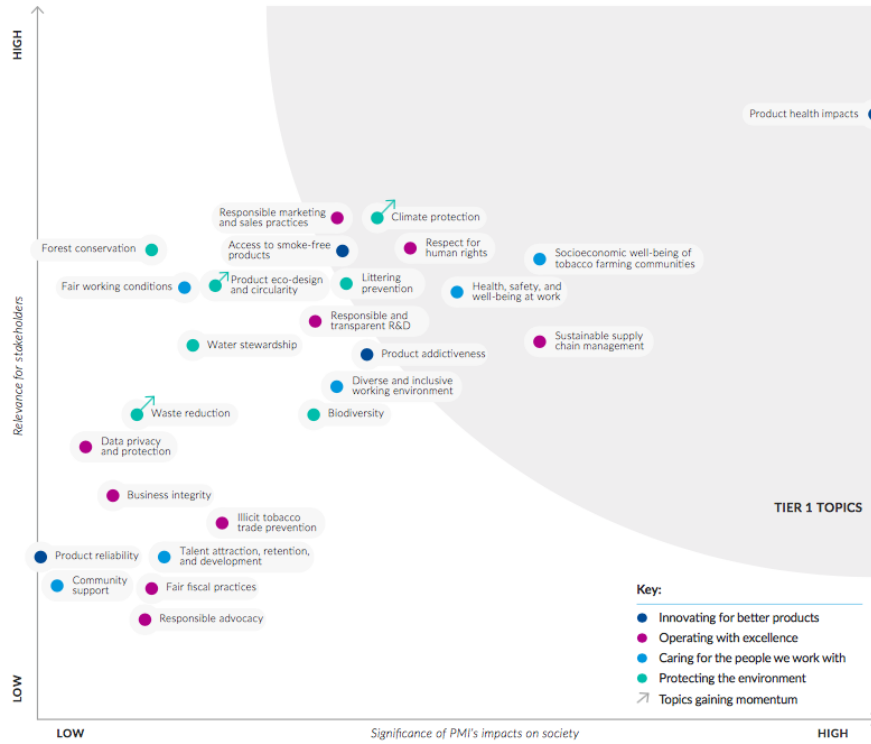 HIGH
Product health impacts
Responsible marketing
and sales practices
Climate protection
Forest conservation
Access to smoke-free
products
Respect for
human rights
Socioeconomic well-being of
tobacco farming communities
Fair working conditions
Product eco-design
and circularity
Littering
prevention
Health, safety, and
well-being at work
Responsible and
transparent R&D
Water stewardship
Product addictiveness
Sustainable supply
chain management
Diverse and inclusive
working environment
Waste reduction
Biodiversity
Data privacy
and protection
Business integrity
Illicit tobacco
trade prevention
TIER 1 TOPICS
Product reliability
Talent attraction, retention,
and development
Community
support
Fair fiscal practices
Responsible advocacy
Relevance for stakeholders
LOW
Key:
Innovating for better products
Operating with excellence
Caring for the people we work with
Protecting the environment
Topics gaining momentum
LOW
Significance of PMI's impacts on society
HIGH